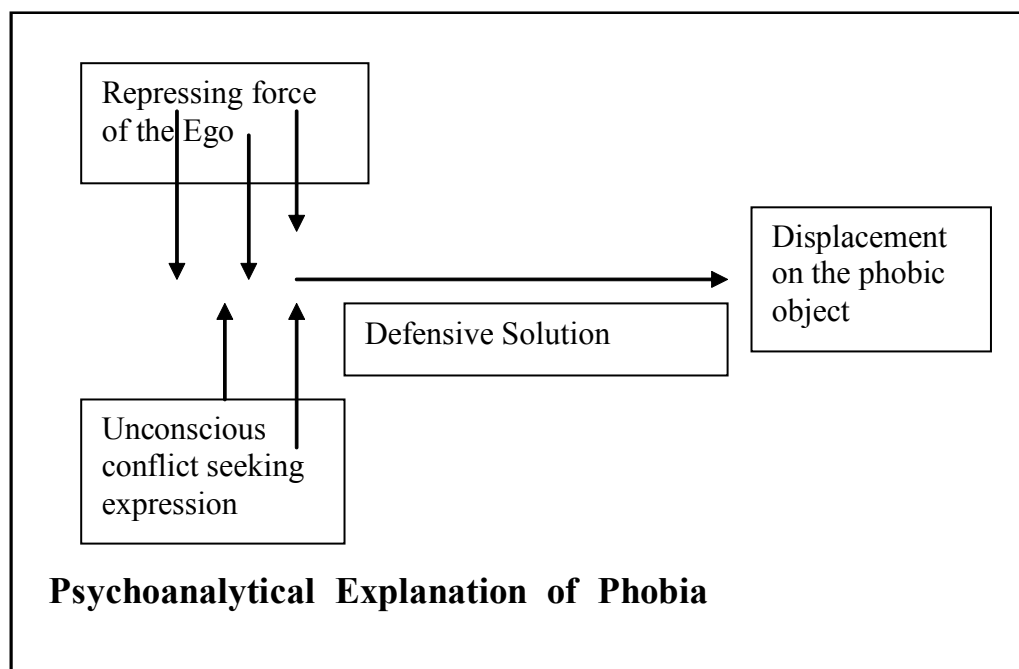 Repressing force
of the Ego
Displacement
on the phobic
object
Defensive Solution
Unconscious
conflict seeking
expression
Psychoanalytical Explanation of Phobia